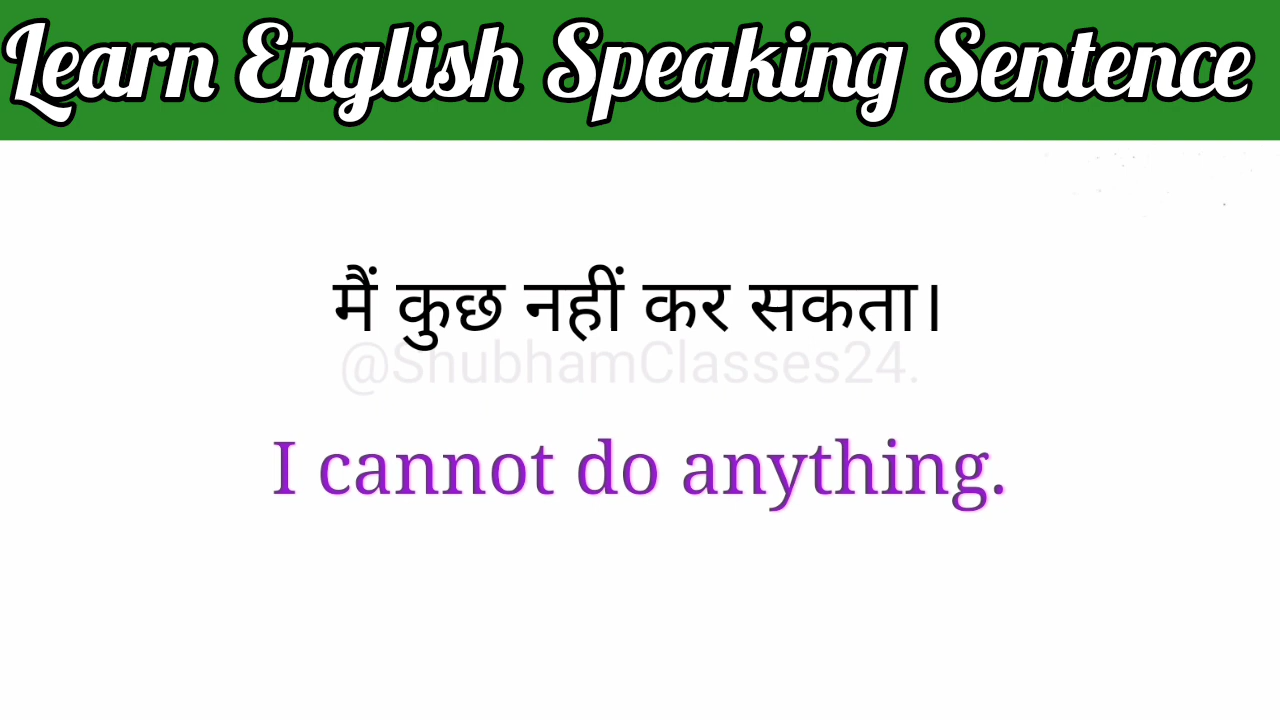 Learn English Speaking Sentence
मैं कुछ नहीं कर सकता।
@ShubhamClasses24.
I cannot do anything.